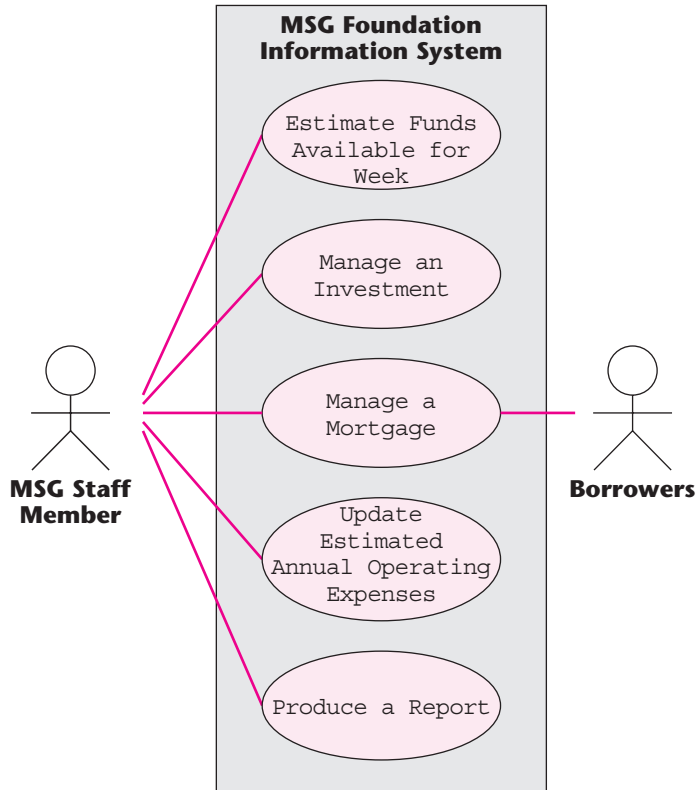 MSG Foundation
Information System
Estimate Funds
Available for
Week
Manage an
Investment
Manage a
Mortgage
MSG Staff
Member
Borrowers
Update
Estimated
Annual Operating
Expenses
Produce a Report